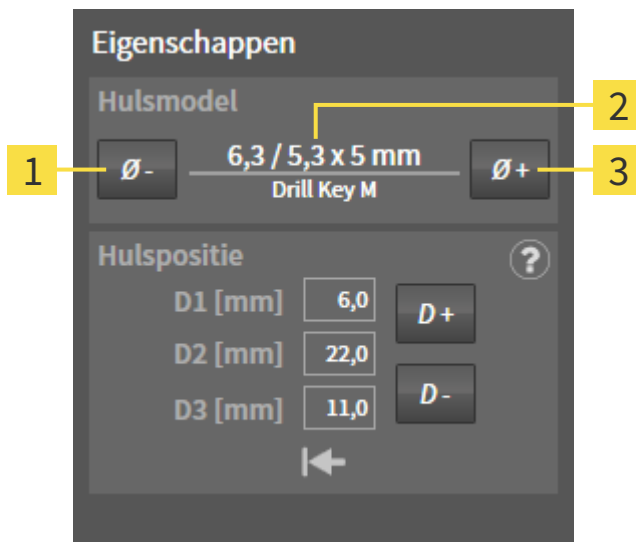 Eigenschappen
Hulsmodel
2
1
Ø -
6,3 / 5,3 x 5 mm
Drill Key M
Ø +
3
Hulspositie
?
D1 [mm]
6,0
D +
D2 [mm]
22,0
D3 [mm]
11,0
D -